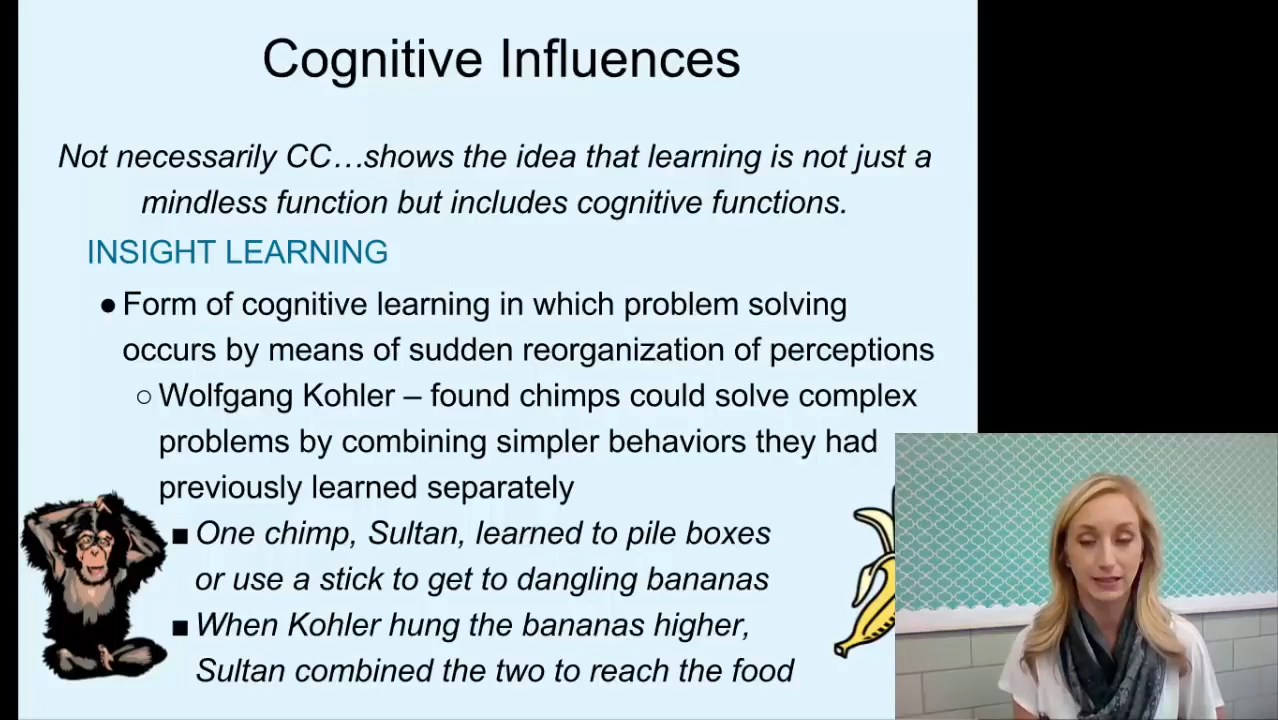 Cognitive Influences
Not necessarily CC…shows the idea that learning is not just a
mindless function but includes cognitive functions.
INSIGHT LEARNING
● Form of cognitive learning in which problem solving
occurs by means of sudden reorganization of perceptions
○ Wolfgang Kohler – found chimps could solve complex
problems by combining simpler behaviors they had
previously learned separately
■ One chimp, Sultan, learned to pile boxes
or use a stick to get to dangling bananas
■ When Kohler hung the bananas higher,
Sultan combined the two to reach the food